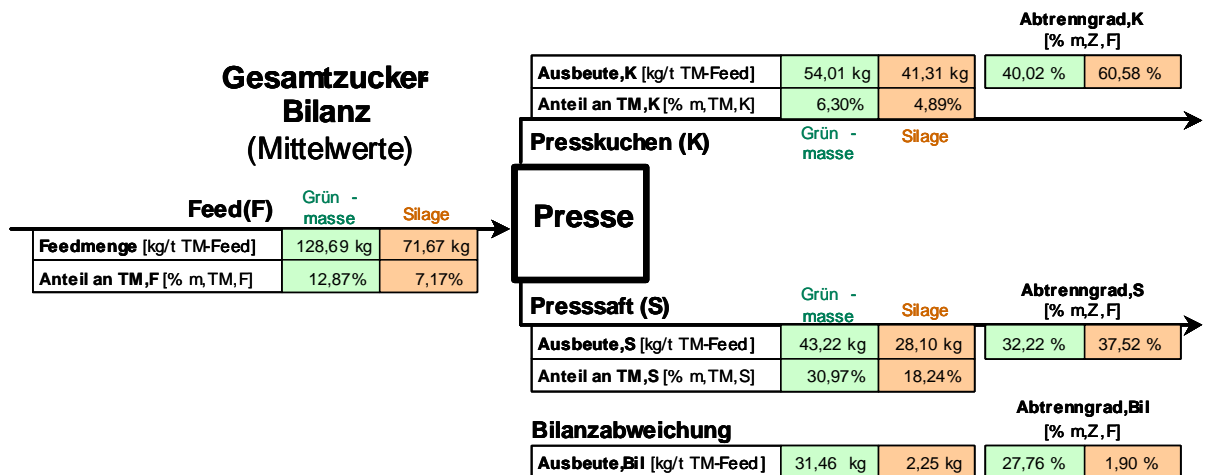 Abtrenngrad,K
[% m,Z,F]
Ausbeute,K [kg/t TM-Feed] 54,01 kg 41,31 kg 40,02 % 60,58 %
Anteil an TM,K [% m,TM,K] 6,30% 4,89%
Gesamtzucker-
Bilanz
(Mittelwerte)
Presskuchen (K)
Grün -
masse
Silage
Feed(F)
Grün -
masse
Silage
Feedmenge [kg/t TM-Feed] 128,69 kg 71,67 kg
Anteil an TM,F [% m,TM,F] 12,87% 7,17%
Presse
Presssaft (S)
Grün -
masse
Silage
Abtrenngrad,S
[% m,Z,F]
Ausbeute,S [kg/t TM-Feed] 43,22 kg 28,10 kg 32,22 % 37,52 %
Anteil an TM,S [% m,TM,S] 30,97% 18,24%
Bilanzabweichung
Abtrenngrad,Bil
[% m,Z,F]
Ausbeute,Bil [kg/t TM-Feed] 31,46 kg 2,25 kg 27,76 % 1,90 %